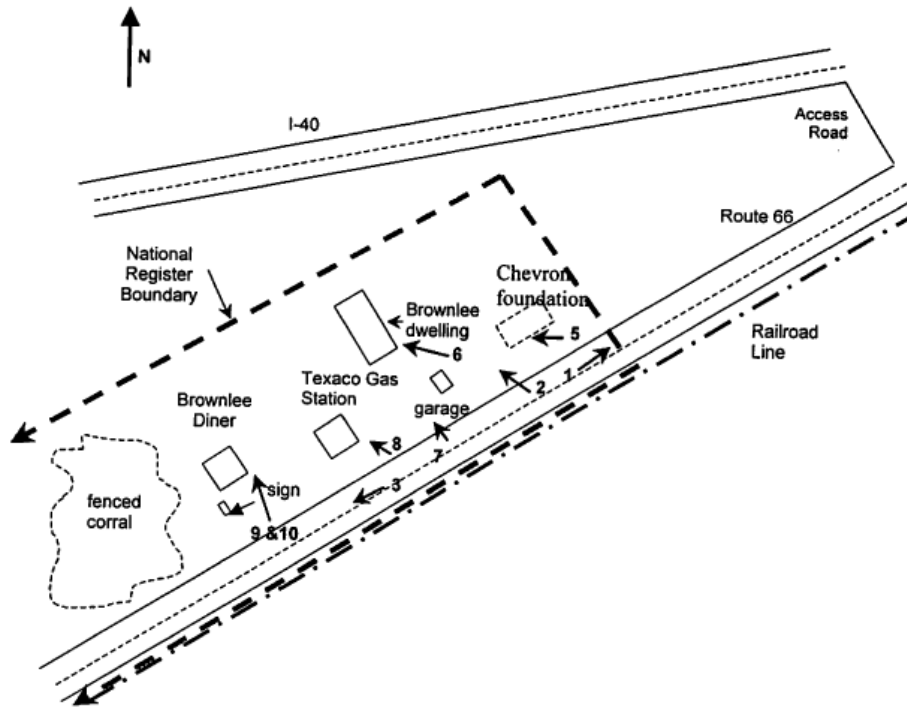 N
I-40
Access
Road
Route 66
National
Register
Boundary
Chevron
foundation
Brownlee
dwelling
5
Railroad
Line
6
Texaco Gas
Station
2
1
Brownlee
Diner
garage
8
7
3
sign
fenced
corral
9 &10